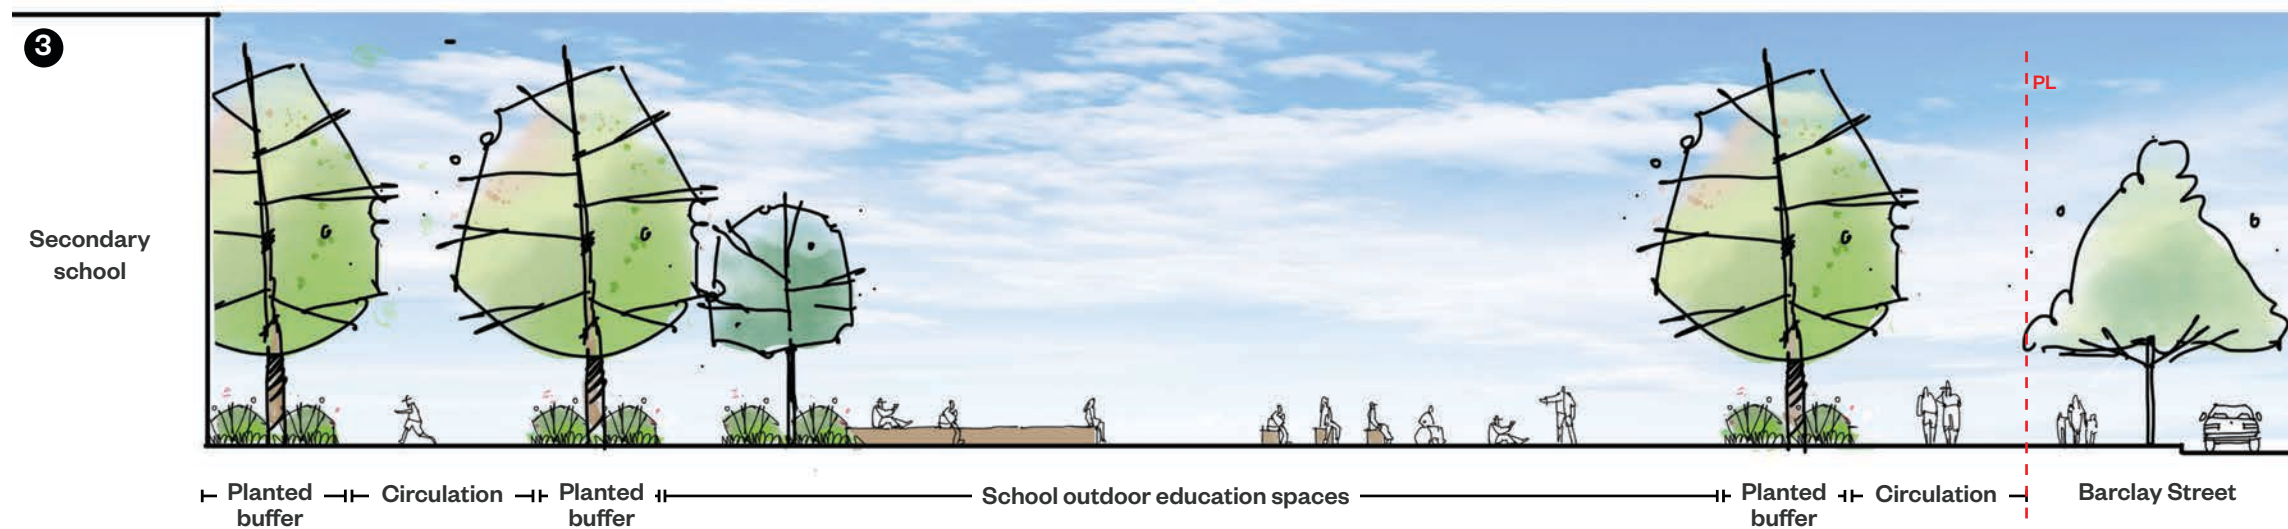 3
PL
Secondary
school
Planted
buffer
Circulation
Planted
buffer
School outdoor education spaces
Planted
buffer
Circulation
Barclay Street